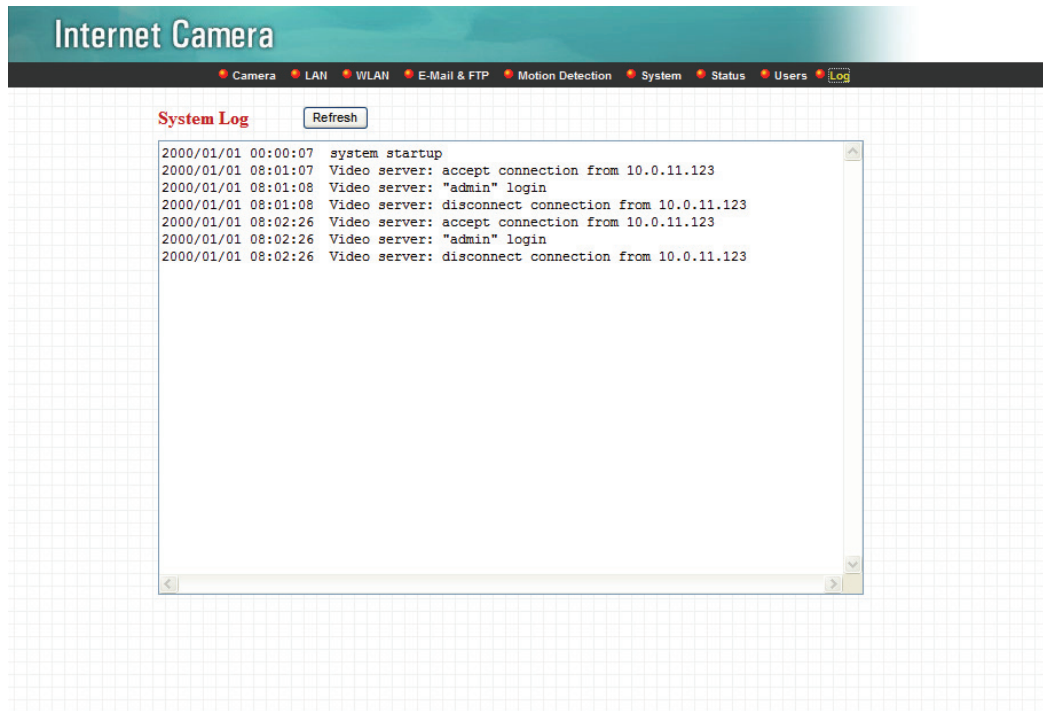 Internet Camera
Camera LAN WLAN E-Mail & FTP Motion Detection System Status Users Log
System Log Refresh
2000/01/01 00:00:07 system startup
2000/01/01 08:01:07 Video server: accept connection from 10.0.11.123
2000/01/01 08:01:08 Video server: "admin" login
2000/01/01 08:01:08 Video server: disconnect connection from 10.0.11.123
2000/01/01 08:02:26 Video server: accept connection from 10.0.11.123
2000/01/01 08:02:26 Video server: "admin" login
2000/01/01 08:02:26 Video server: disconnect connection from 10.0.11.123